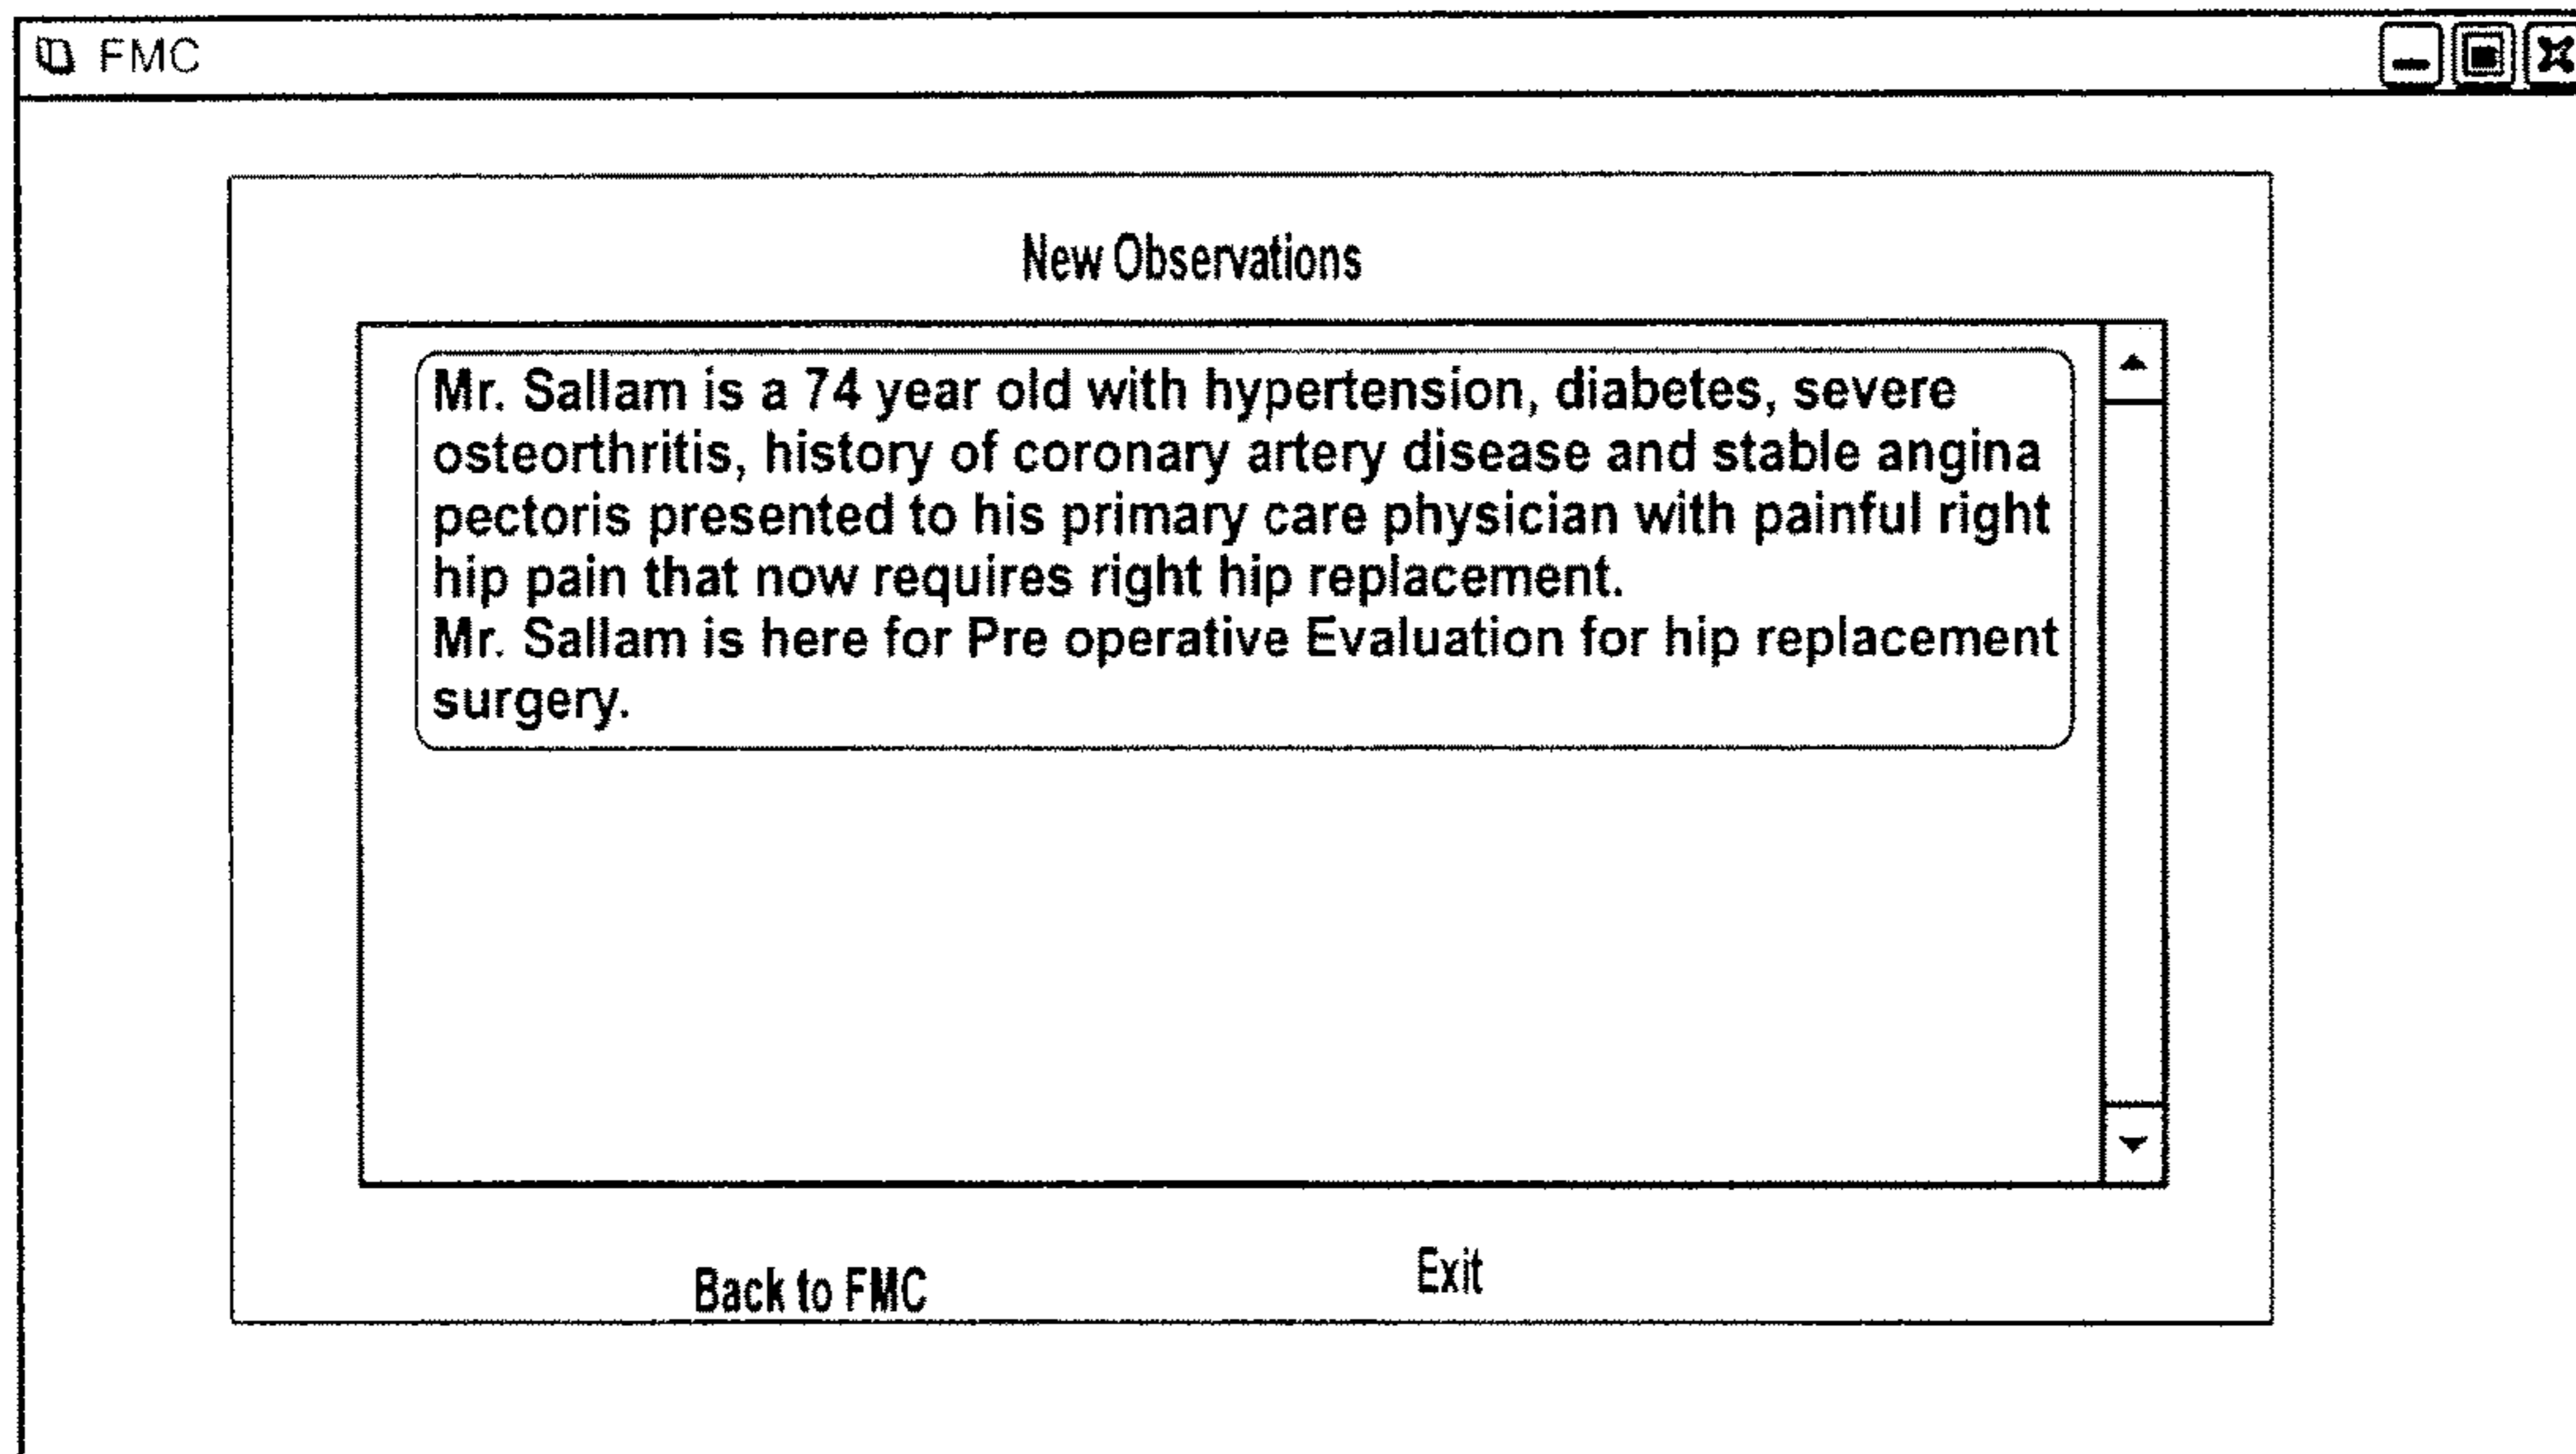 FMC
New Observations
Mr. Sallam is a 74 year old with hypertension, diabetes, severe
osteorthritis, history of coronary artery disease and stable angina
pectoris presented to his primary care physician with painful right
hip pain that now requires right hip replacement.
Mr. Sallam is here for Pre operative Evaluation for hip replacement
surgery.
Back to FMC
Exit